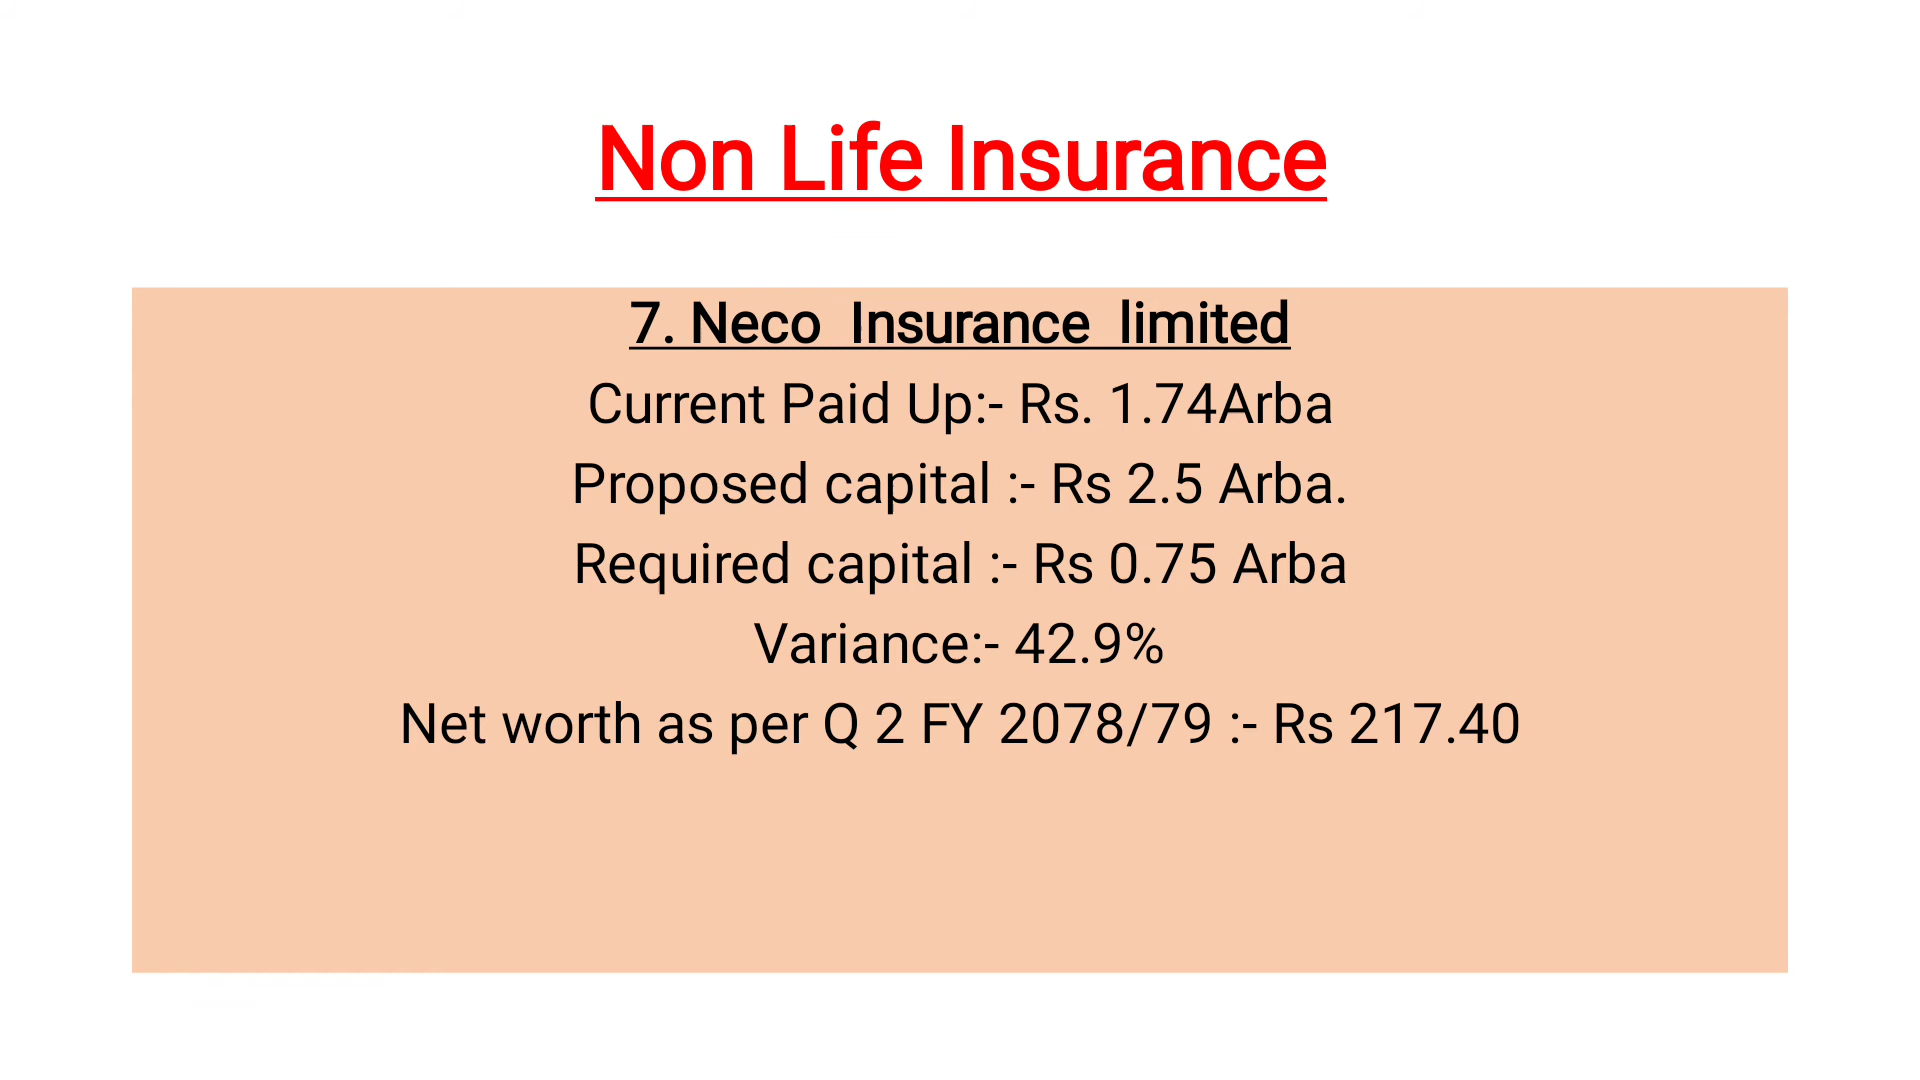 Non Life Insurance
7. Neco Insurance limited
Current Paid Up:- Rs. 1.74Arba
Proposed capital :- Rs 2.5 Arba.
Required capital :- Rs 0.75 Arba
Variance:- 42.9%
Net worth as per Q 2 FY 2078/79 :- Rs 217.40